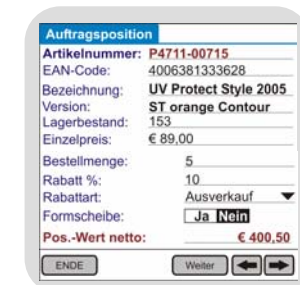 Auftragsposition
Artikelnummer: P4711-00715
EAN-Code: 4006381333628
Bezeichnung: UV Protect Style 2005
Version: ST orange Contour
Lagerbestand: 153
Einzelpreis: € 89,00
Bestellmenge: 5
Rabatt %: 10
Rabattart: Ausverkauf
Formscheibe: Ja Nein
Pos.-Wert netto: € 400,50
ENDE Weiter